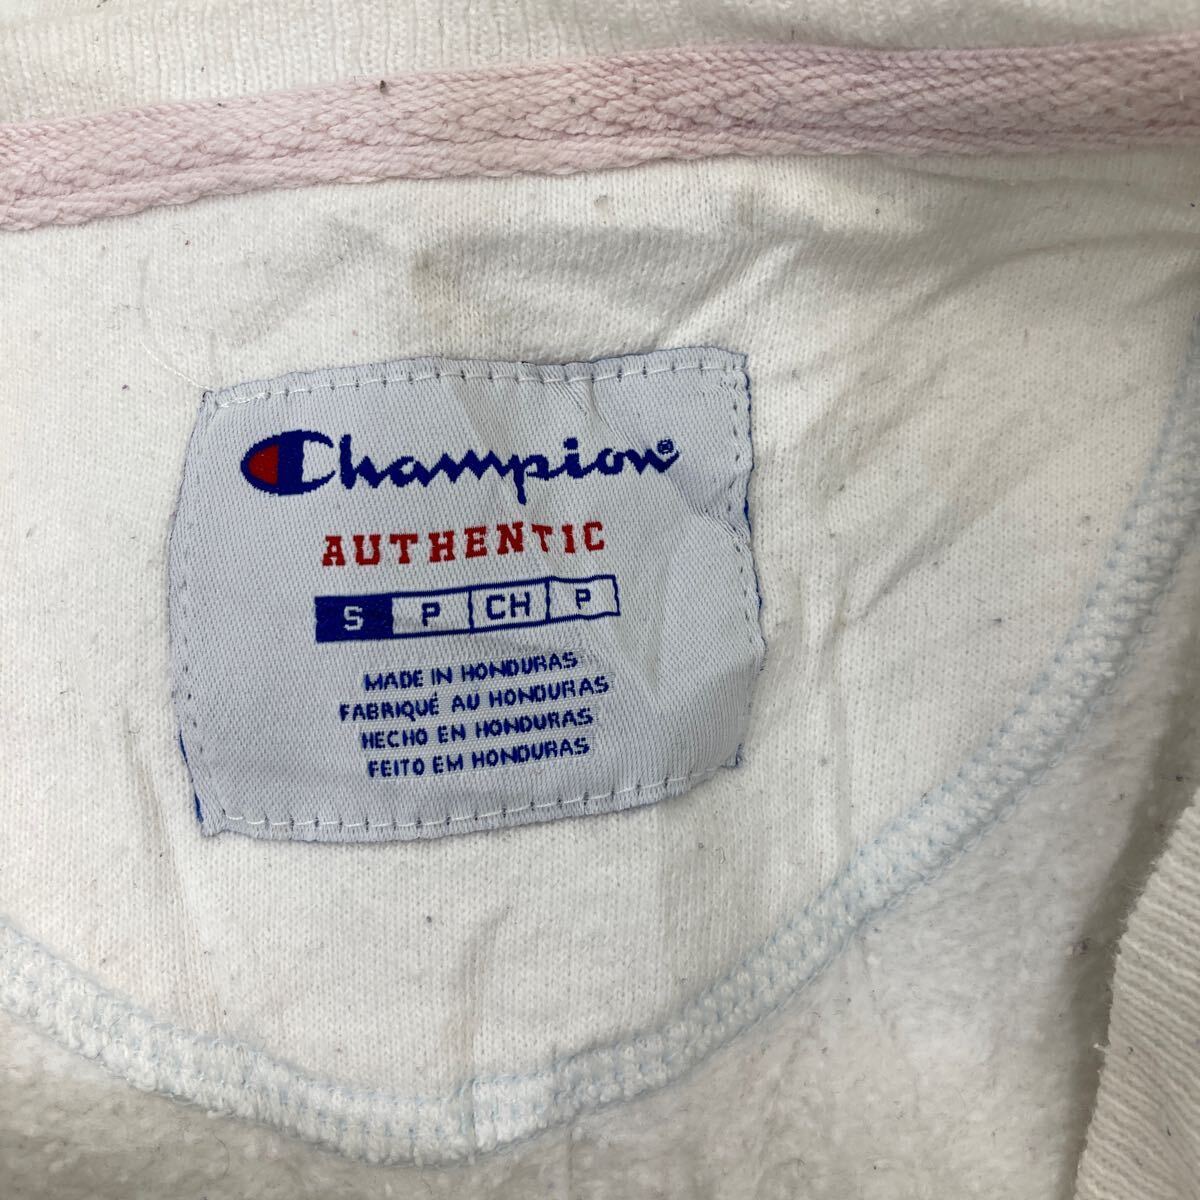 Champion®
AUTHENTIC
S P CH P
MADE IN HONDURAS
FABRIQUÉ AU HONDURAS
HECHO EN HONDURAS
FEITO EM HONDURAS